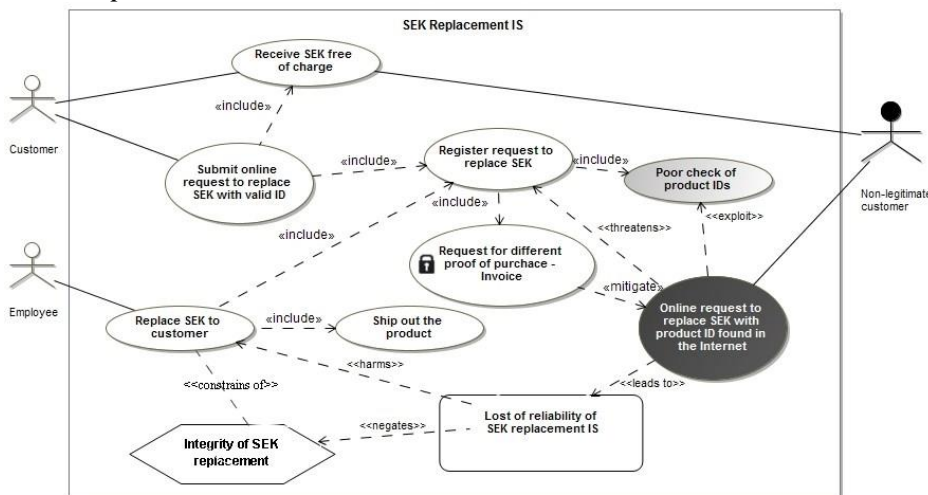 SEK Replacement IS
Receive SEK free
of charge
«include»
Customer
Submit online
request to replace
SEK with valid ID
«include»
Register request to
replace SEK
«include»
Poor check of
product IDs
Non-legitimate
customer
«include»
«include»
<<threatens>>
<<exploit>>
Request for different
proof of purchace -
Invoice
«mitigate»
Online request to
replace SEK with
product ID found in
the Internet
Employee
Replace SEK to
customer
«include»
Ship out the
product
<<harms>>
<<leads to>>
<<constrains of>>
Lost of reliability of
SEK replacement IS
<<negates>>
Integrity of SEK
replacement